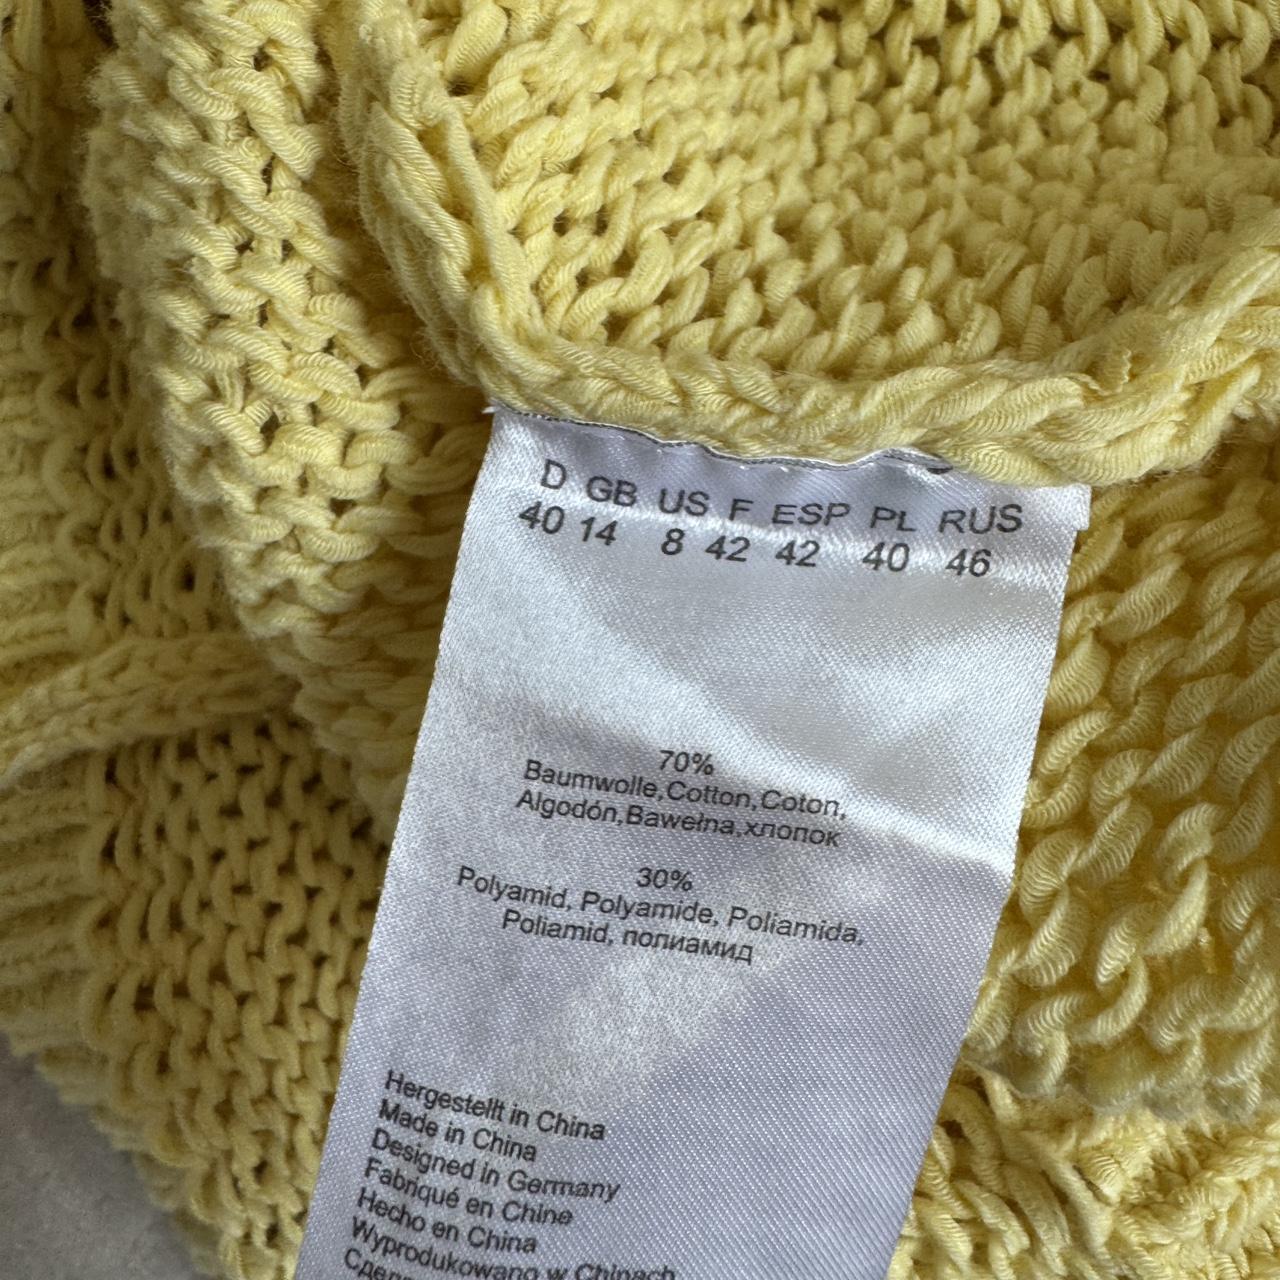 D GB US F ESP PL RUS
40 14 8 42 42 40 46
70%
Baumwolle,Cotton,Coton,
Algodón,Bawełna,хлопок
30%
Polyamid, Polyamide, Poliamida,
Poliamid, полиамид
Hergestellt in China
Made in China
Designed in Germany
Fabriqué en Chine
Hecho en China
Wyprodukowano w Chinach